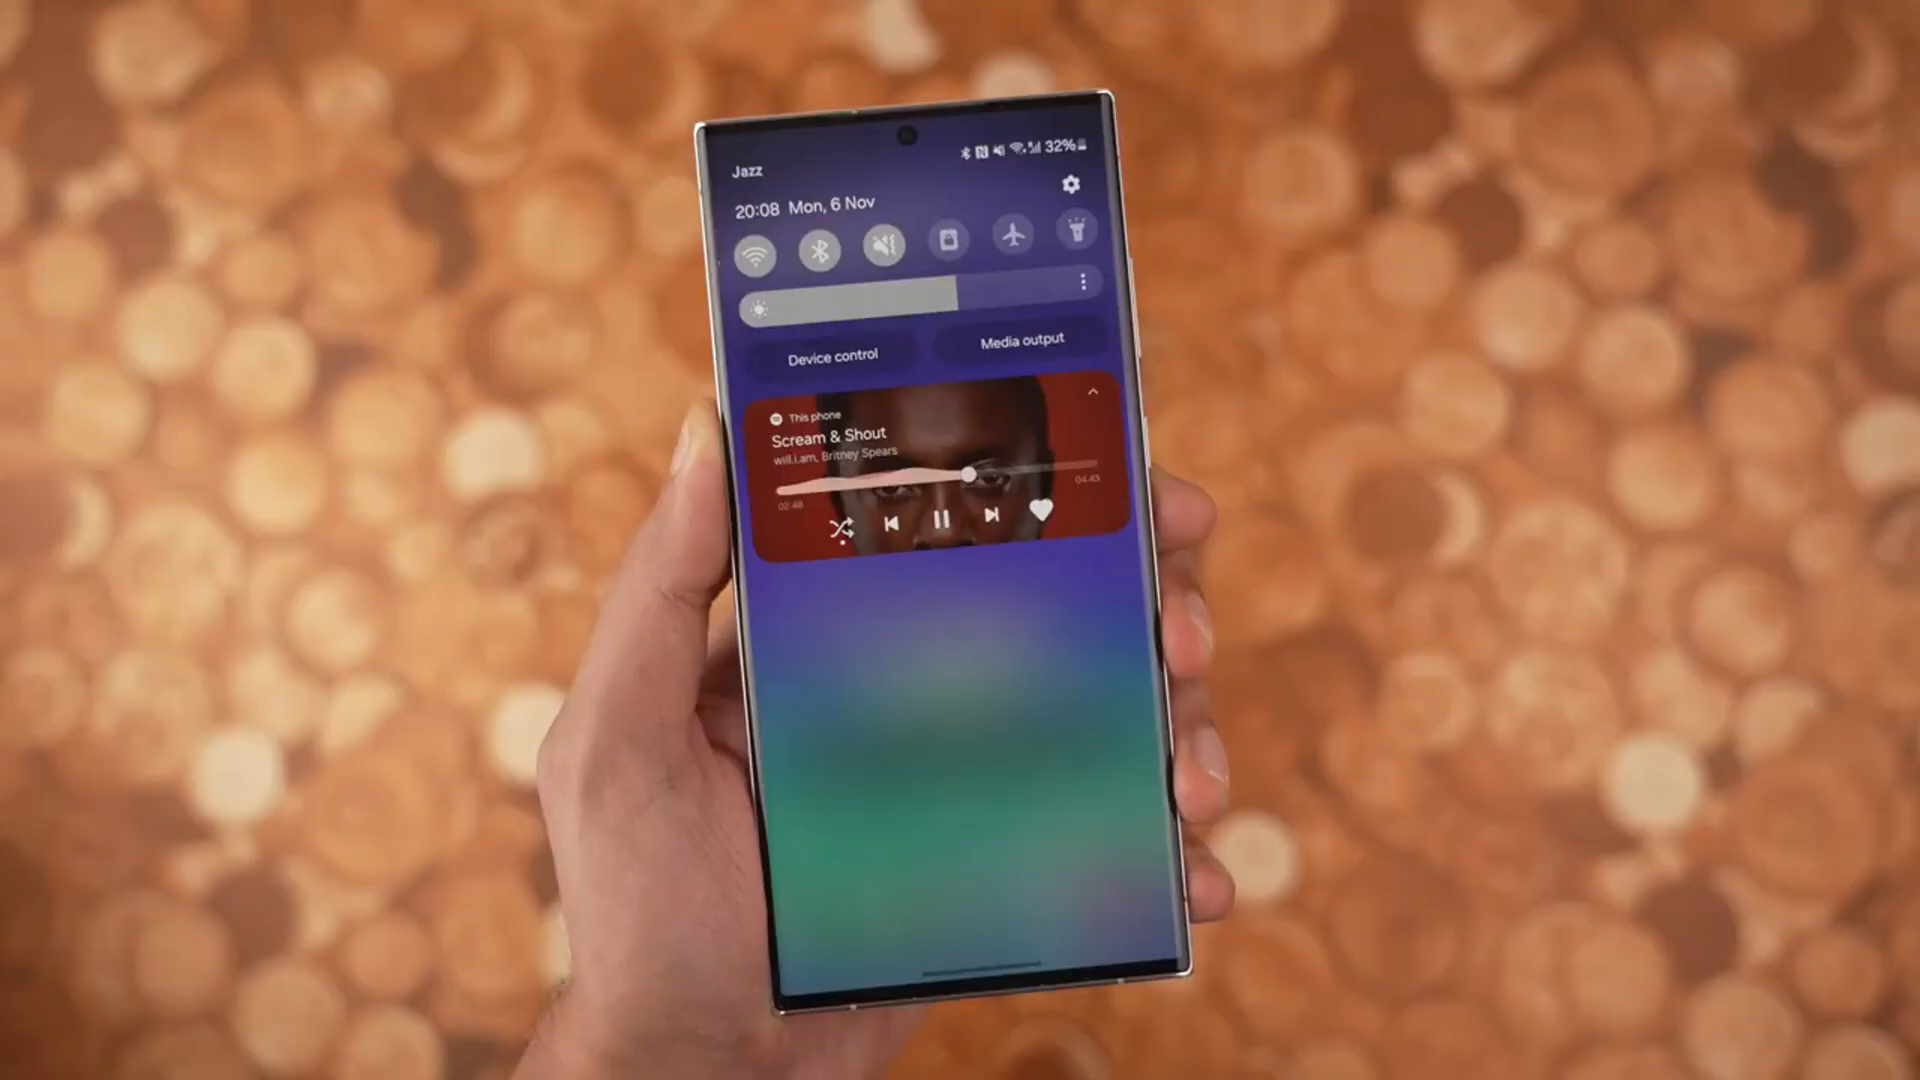 Jazz
32%
20:08 Mon, 6 Nov
Device control
Media output
This phone
Scream & Shout
will.i.am, Britney Spears
02:48
04:43